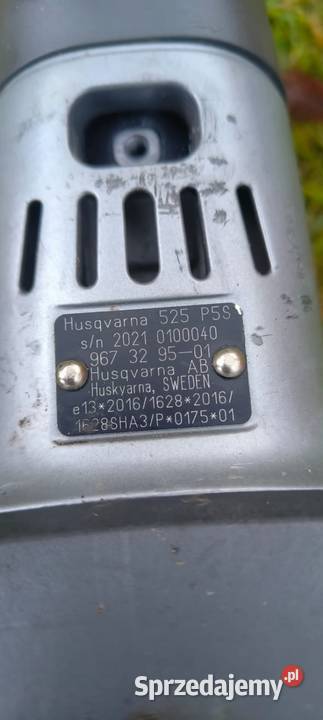 Husqvarna 525 P5S
s/n 2021 0100040
967 32 95-01
Husqvarna AB
Huskvarna, SWEDEN
e13*2016/1628*2016/
1628SHA3/P*0175*01
Sprzedajemy.pl